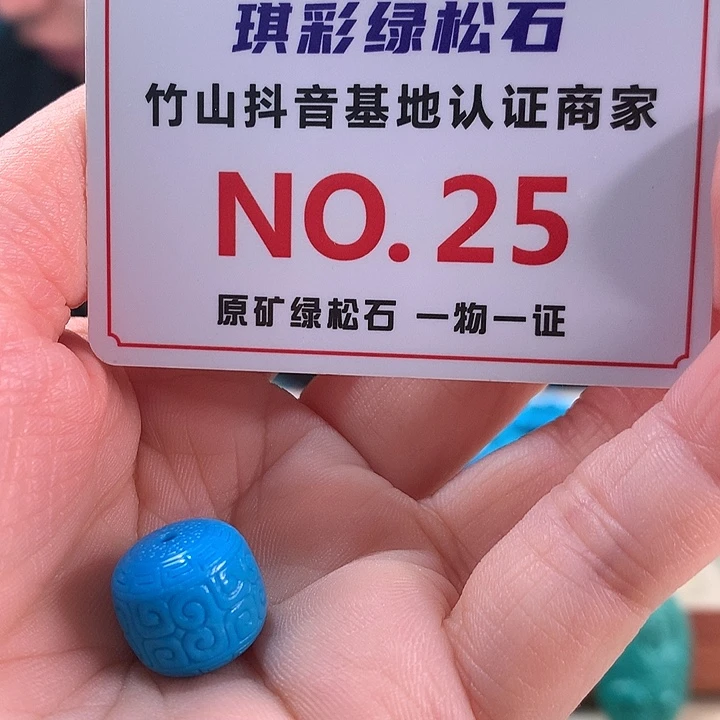 琪彩绿松石
竹山抖音基地认证商家
NO. 25
原矿绿松石 一物一证